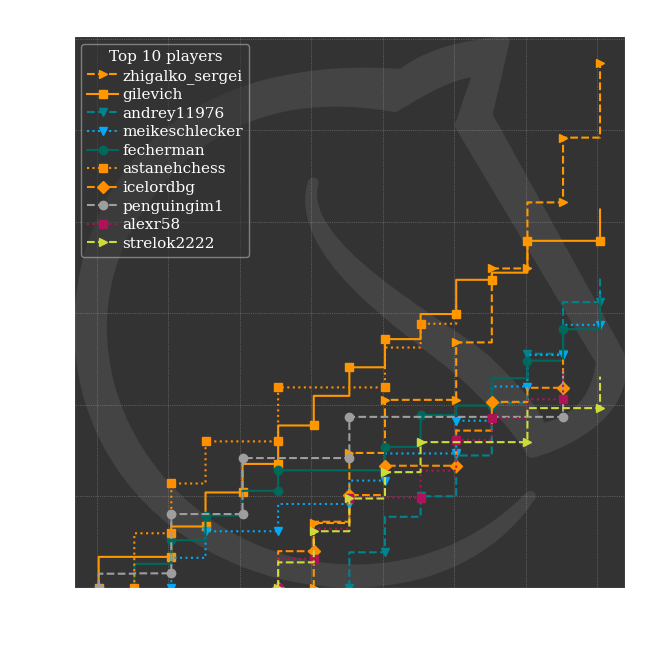 Top 10 players
zhigalko_sergei
gilevich
andrey11976
meikeschlecker
fecherman
astanehchess
icelordbg
penguingim1
alexr58
strelok2222